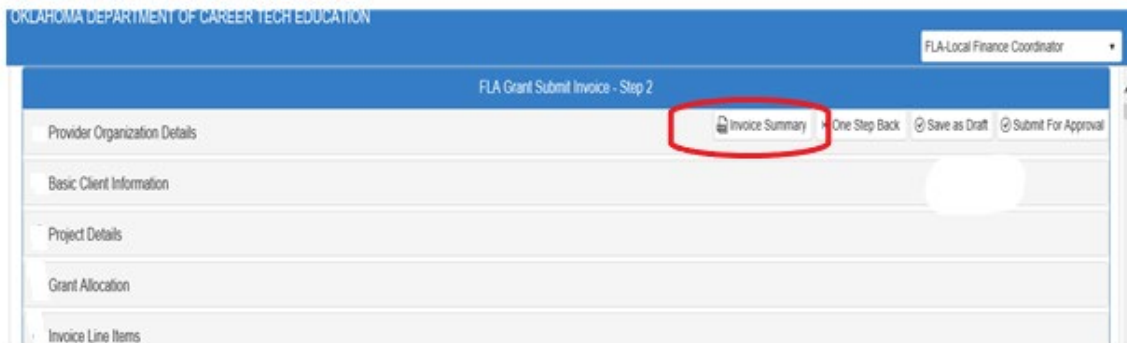 OKLAHOMA DEPARTMENT OF CAREER TECH EDUCATION
FLA-Local Finance Coordinator
FLA Grant Submit Invoice - Step 2
Provider Organization Details
Invoice Summary One Step Back Save as Draft Submit For Approval
Basic Client Information
Project Details
Grant Allocation
Invoice Line Items